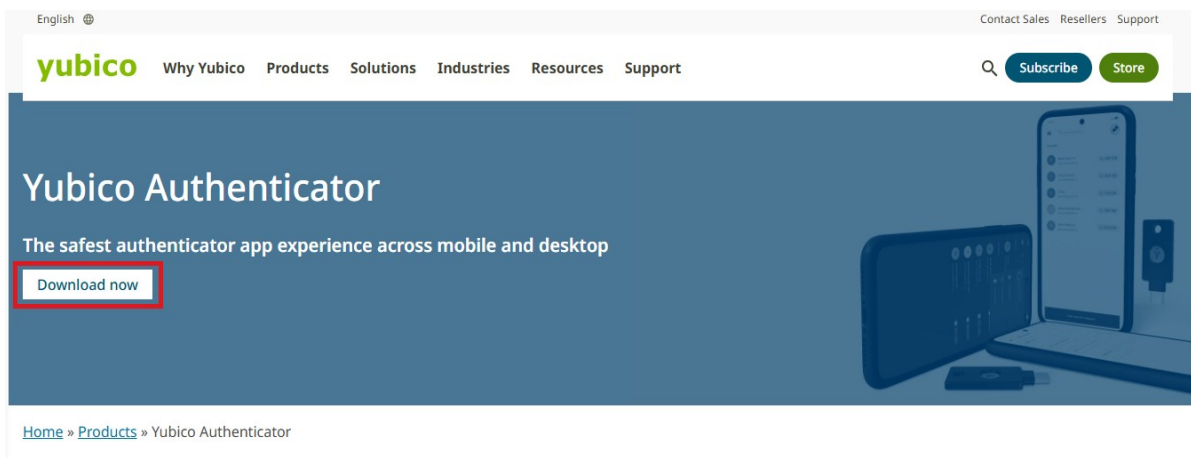 English
Contact Sales Resellers Support
yubico Why Yubico Products Solutions Industries Resources Support Subscribe Store
Yubico Authenticator
The safest authenticator app experience across mobile and desktop
Download now
Home » Products » Yubico Authenticator